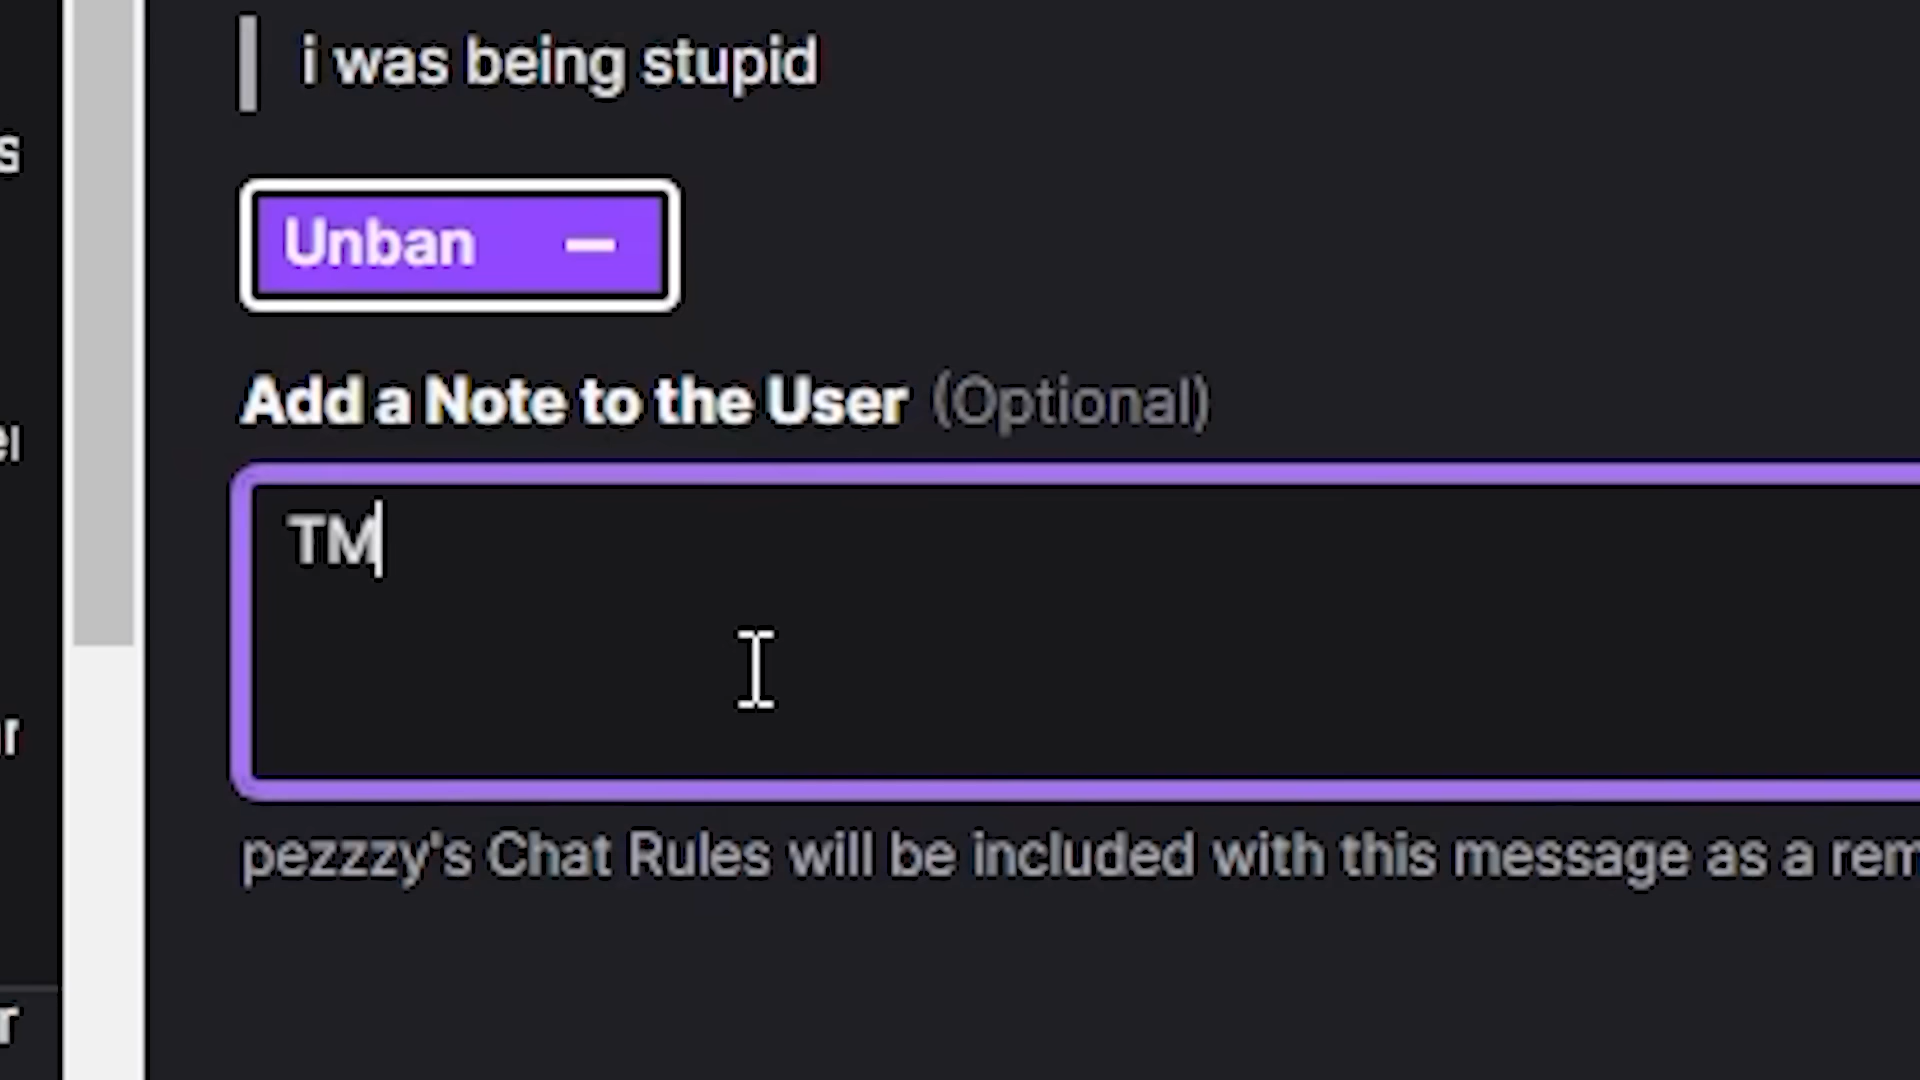 i was being stupid
Unban
Add a Note to the User (Optional)
TM
pezzzy's Chat Rules will be included with this message as a